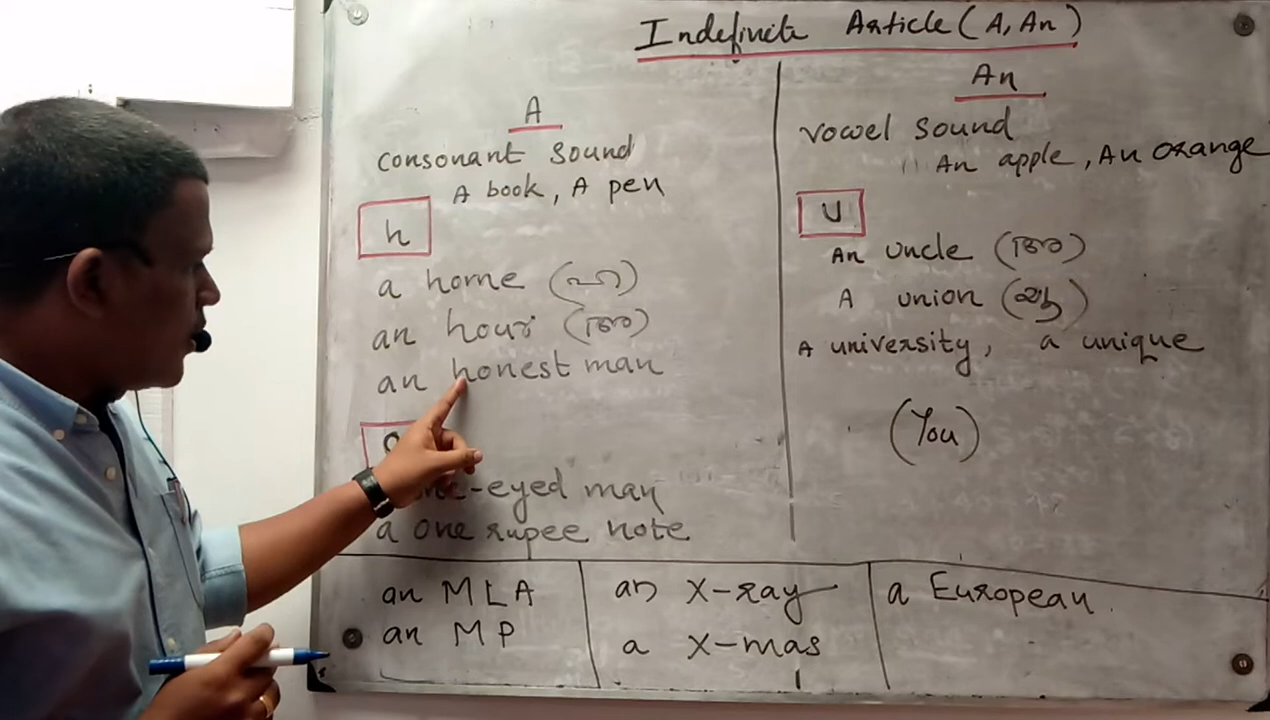 Indefinite Article (A, An)
A
consonant sound
A book, A pen
h
a home (ഹ)
an hour (അ)
an honest man
one-eyed man
a one rupee note
An
vowel sound
An apple, An orange
U
An uncle (അ)
A union (യു)
A university, a unique
(You)
an MLA
an MP
an X-ray
a X-mas
a European.